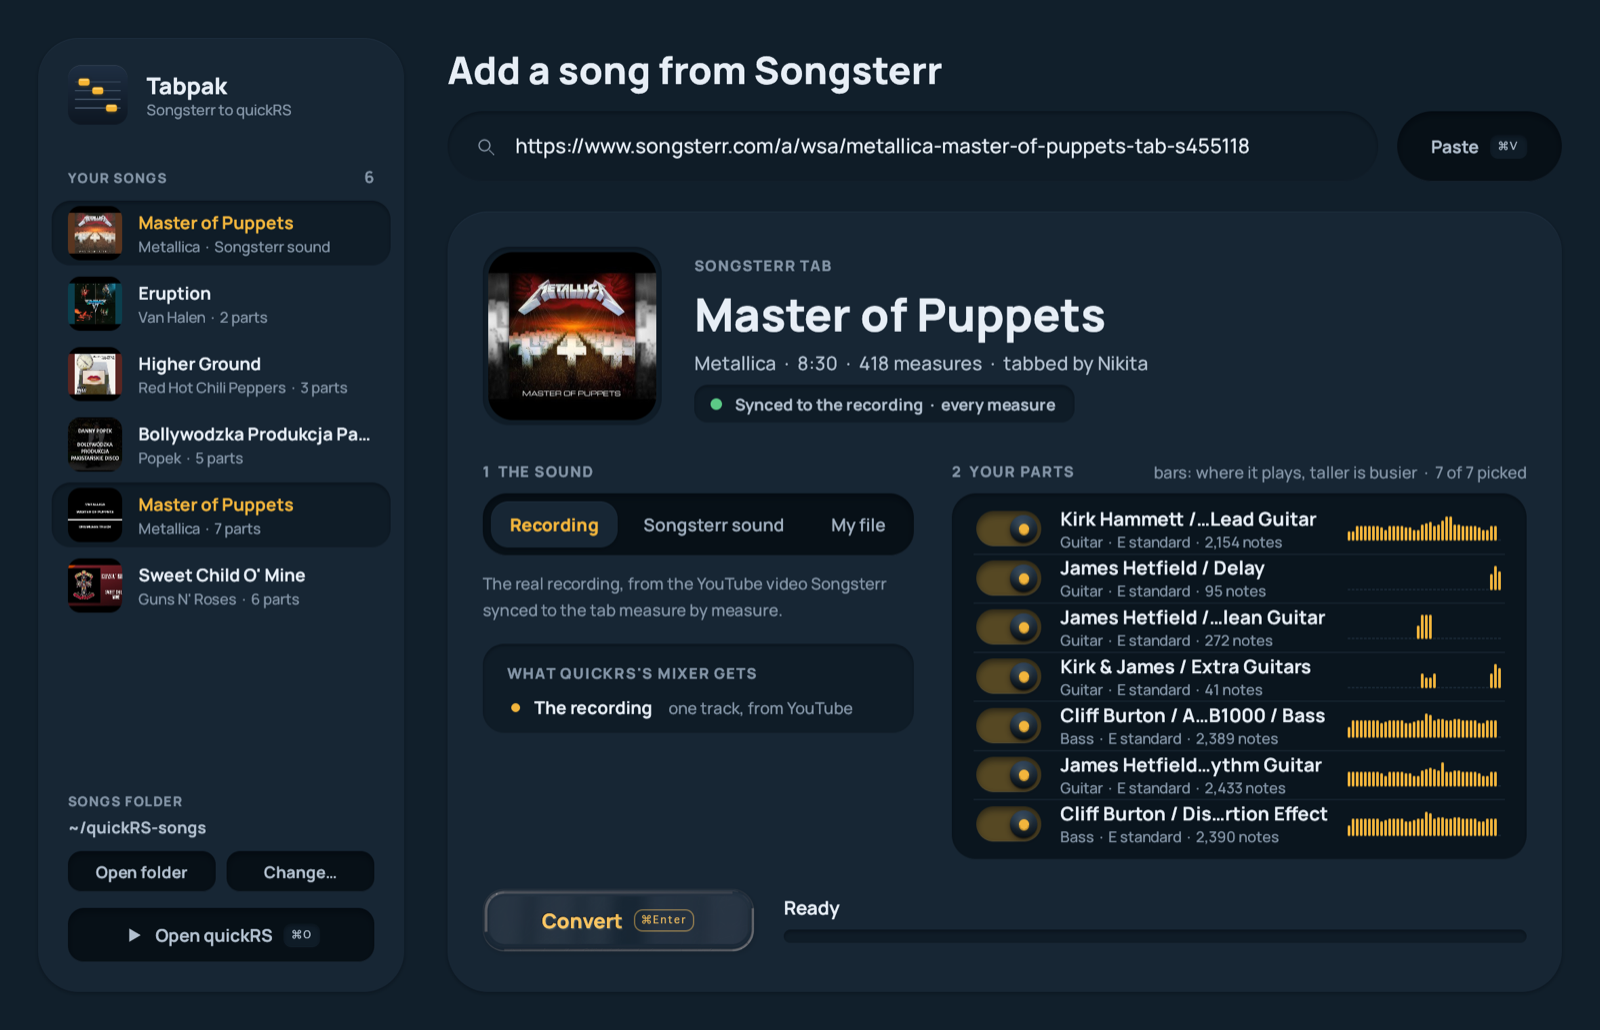 Tabpak
Songsterr to quickRS
YOUR SONGS 6
Master of Puppets
Metallica · Songsterr sound
Eruption
Van Halen · 2 parts
Higher Ground
Red Hot Chili Peppers · 3 parts
Bollywodzka Produkcja Pa...
Popek · 5 parts
Master of Puppets
Metallica · 7 parts
Sweet Child O' Mine
Guns N' Roses · 6 parts
SONGS FOLDER
~/quickRS-songs
Open folder Change...
Open quickRS ⌘O
Add a song from Songsterr
https://www.songsterr.com/a/wsa/metallica-master-of-puppets-tab-s455118
Paste ⌘V
METALLICA
MASTER OF PUPPETS
SONGSTERR TAB
Master of Puppets
Metallica · 8:30 · 418 measures · tabbed by Nikita
Synced to the recording · every measure
1 THE SOUND
Recording Songsterr sound My file
The real recording, from the YouTube video Songsterr
synced to the tab measure by measure.
WHAT QUICKRS'S MIXER GETS
The recording one track, from YouTube
2 YOUR PARTS bars: where it plays, taller is busier · 7 of 7 picked
Kirk Hammett /...Lead Guitar
Guitar · E standard · 2,154 notes
James Hetfield / Delay
Guitar · E standard · 95 notes
James Hetfield /...lean Guitar
Guitar · E standard · 272 notes
Kirk & James / Extra Guitars
Guitar · E standard · 41 notes
Cliff Burton / A...B1000 / Bass
Bass · E standard · 2,389 notes
James Hetfield...ythm Guitar
Guitar · E standard · 2,433 notes
Cliff Burton / Dis...rtion Effect
Bass · E standard · 2,390 notes
Convert ⌘Enter
Ready